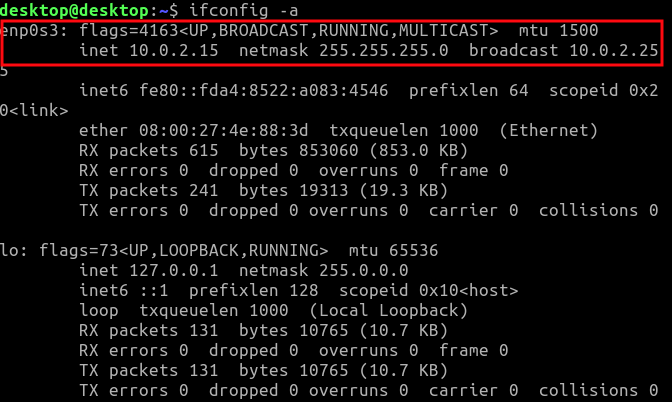 desktop@desktop:~$ ifconfig -a
enp0s3: flags=4163<UP,BROADCAST,RUNNING,MULTICAST>  mtu 1500
        inet 10.0.2.15  netmask 255.255.255.0  broadcast 10.0.2.25
5
        inet6 fe80::fda4:8522:a083:4546  prefixlen 64  scopeid 0x2
0<link>
        ether 08:00:27:4e:88:3d  txqueuelen 1000  (Ethernet)
        RX packets 615  bytes 853060 (853.0 KB)
        RX errors 0  dropped 0  overruns 0  frame 0
        TX packets 241  bytes 19313 (19.3 KB)
        TX errors 0  dropped 0 overruns 0  carrier 0  collisions 0

lo: flags=73<UP,LOOPBACK,RUNNING>  mtu 65536
        inet 127.0.0.1  netmask 255.0.0.0
        inet6 ::1  prefixlen 128  scopeid 0x10<host>
        loop  txqueuelen 1000  (Local Loopback)
        RX packets 131  bytes 10765 (10.7 KB)
        RX errors 0  dropped 0  overruns 0  frame 0
        TX packets 131  bytes 10765 (10.7 KB)
        TX errors 0  dropped 0 overruns 0  carrier 0  collisions 0